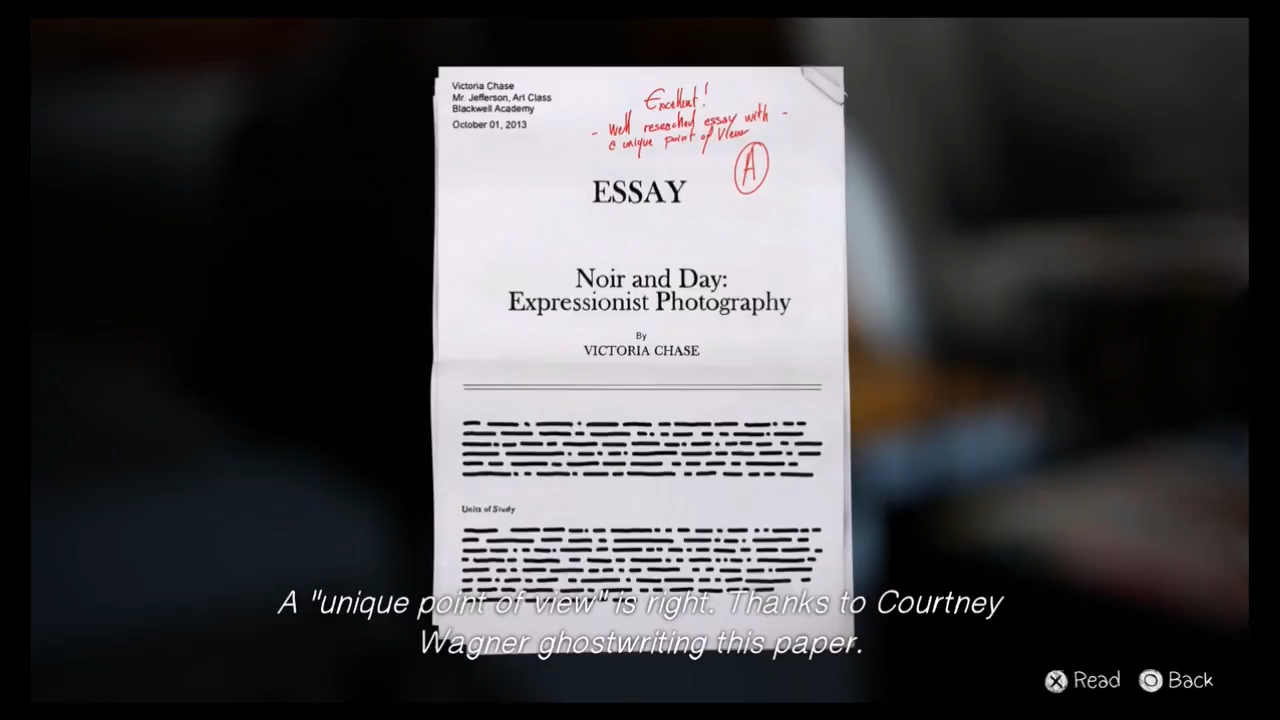 Victoria Chase
Mr. Jefferson, Art Class
Blackwell Academy
October 01, 2013
Excellent!
- Well reseached essay with -
a unique point of View
A
ESSAY
Noir and Day:
Expressionist Photography
By
VICTORIA CHASE
Units of Study
A "unique point of view" is right. Thanks to Courtney
Wagner ghostwriting this paper.
Read
Back